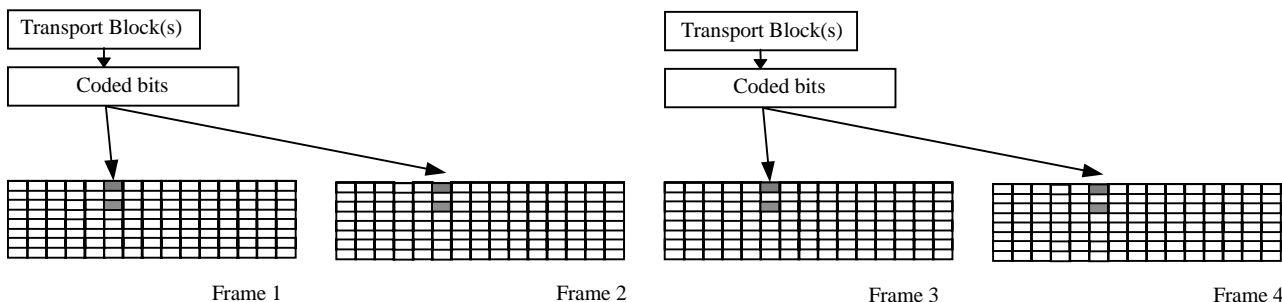 Transport Block(s)
Coded bits
Transport Block(s)
Coded bits
Frame 1
Frame 2
Frame 3
Frame 4